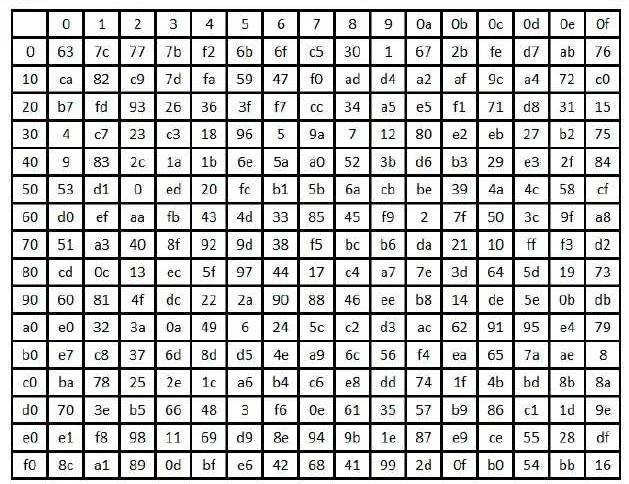 0 1 2 3 4 5 6 7 8 9 0a 0b 0c 0d 0e 0f
0 63 7c 77 7b f2 6b 6f c5 30 1 67 2b fe d7 ab 76
10 ca 82 c9 7d fa 59 47 f0 ad d4 a2 af 9c a4 72 c0
20 b7 fd 93 26 36 3f f7 cc 34 a5 e5 f1 71 d8 31 15
30 4 c7 23 c3 18 96 5 9a 7 12 80 e2 eb 27 b2 75
40 9 83 2c 1a 1b 6e 5a a0 52 3b d6 b3 29 e3 2f 84
50 53 d1 0 ed 20 fc b1 5b 6a cb be 39 4a 4c 58 cf
60 d0 ef aa fb 43 4d 33 85 45 f9 2 7f 50 3c 9f a8
70 51 a3 40 8f 92 9d 38 f5 bc b6 da 21 10 ff f3 d2
80 cd 0c 13 ec 5f 97 44 17 c4 a7 7e 3d 64 5d 19 73
90 60 81 4f dc 22 2a 90 88 46 ee b8 14 de 5e 0b db
a0 e0 32 3a 0a 49 6 24 5c c2 d3 ac 62 91 95 e4 79
b0 e7 c8 37 6d 8d d5 4e a9 6c 56 f4 ea 65 7a ae 8
c0 ba 78 25 2e 1c a6 b4 c6 e8 dd 74 1f 4b bd 8b 8a
d0 70 3e b5 66 48 3 f6 0e 61 35 57 b9 86 c1 1d 9e
e0 e1 f8 98 11 69 d9 8e 94 9b 1e 87 e9 ce 55 28 df
f0 8c a1 89 0d bf e6 42 68 41 99 2d 0f b0 54 bb 16